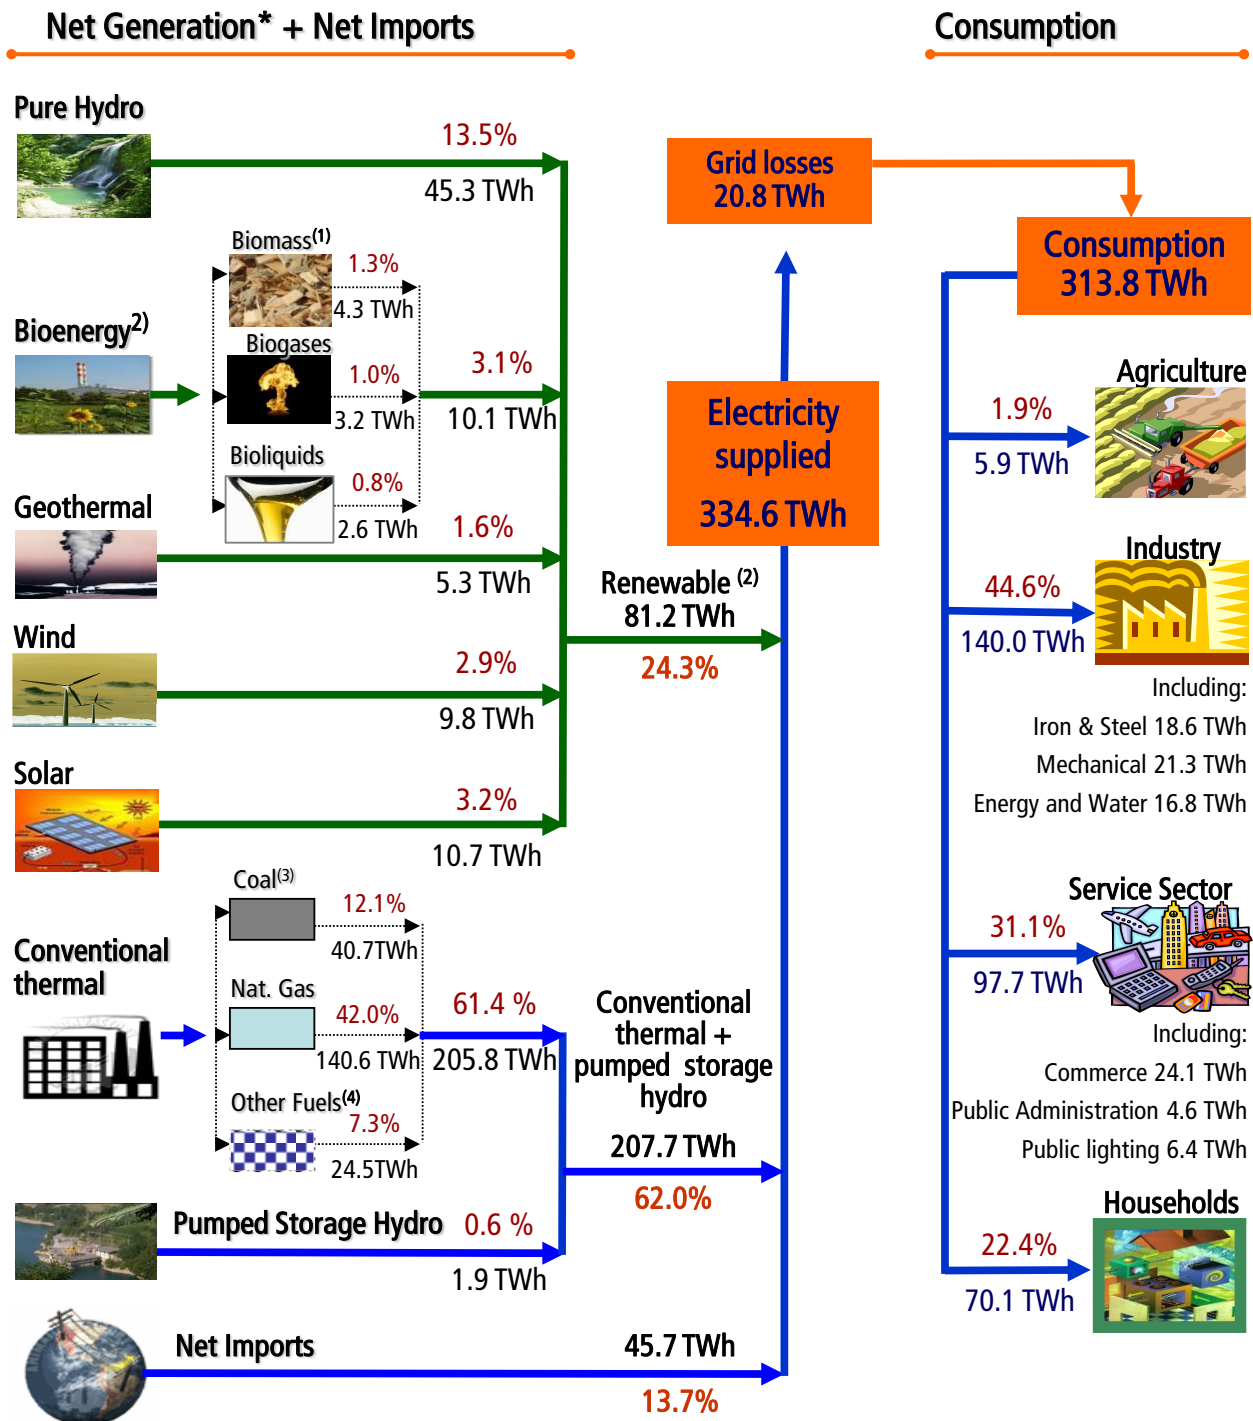 Net Generation* + Net Imports
Consumption
Pure Hydro
13.5%
45.3 TWh
Bioenergy2)
Biomass(1)
1.3%
4.3 TWh
Biogases
1.0%
3.2 TWh
Bioliquids
0.8%
2.6 TWh
3.1%
10.1 TWh
Geothermal
1.6%
5.3 TWh
Wind
2.9%
9.8 TWh
Solar
3.2%
10.7 TWh
Renewable (2)
81.2 TWh
24.3%
Conventional
thermal
Coal(3)
12.1%
40.7TWh
Nat. Gas
42.0%
140.6 TWh
Other Fuels(4)
7.3%
24.5TWh
61.4 %
205.8 TWh
Pumped Storage Hydro
0.6 %
1.9 TWh
Conventional
thermal +
pumped storage
hydro
207.7 TWh
62.0%
Net Imports
45.7 TWh
13.7%
Grid losses
20.8 TWh
Electricity
supplied
334.6 TWh
Consumption
313.8 TWh
Agriculture
1.9%
5.9 TWh
Industry
44.6%
140.0 TWh
Including:
Iron & Steel 18.6 TWh
Mechanical 21.3 TWh
Energy and Water 16.8 TWh
Service Sector
31.1%
97.7 TWh
Including:
Commerce 24.1 TWh
Public Administration 4.6 TWh
Public lighting 6.4 TWh
Households
22.4%
70.1 TWh